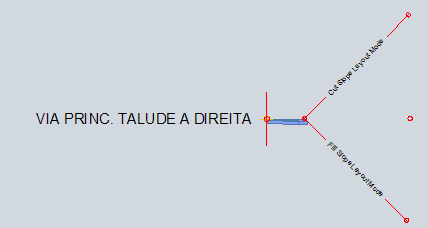 Cut Slope Layout Mode
VIA PRINC. TALUDE A DIREITA
Fill Slope Layout Mode